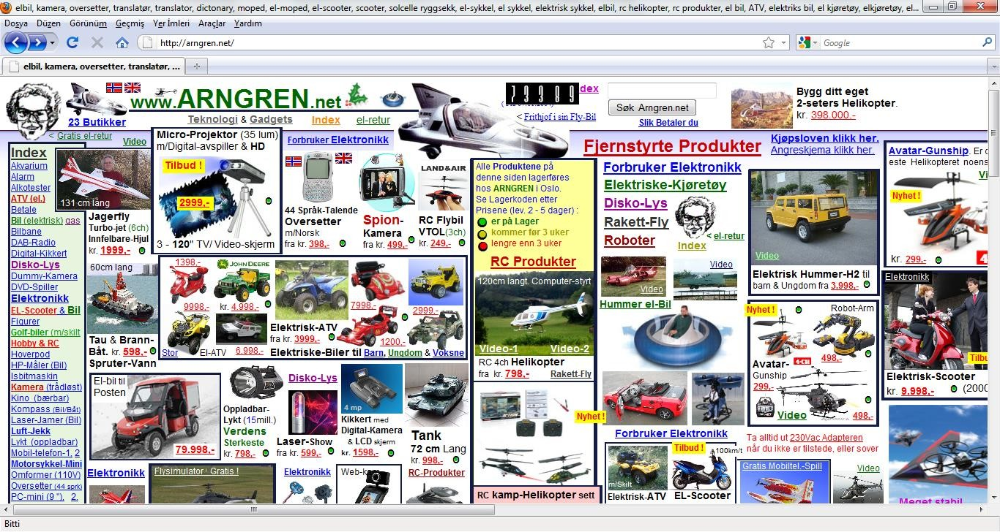 elbil, kamera, oversetter, translatør, translator, dictonary, moped, el-moped, el-scooter, scooter, solcelle ryggsekk, el-sykkel, el sykkel, elektrisk sykkel, elbil, rc helikopter, rc produkter, el bil, ATV, elektriks bil, el kjøretøy, elkjøretøy, el...
Dosya Düzen Görünüm Geçmiş Yer İmleri Araçlar Yardım
http://arngren.net/
Google
elbil, kamera, oversetter, translatør, ...
www.ARNGREN.net
23 Butikker
Teknologi & Gadgets Index el-retur
73989
dex
< Frithjof i sin Fly-Bil
Søk Arngren.net
Slik Betaler du
Bygg ditt eget
2-seters Helikopter.
kr. 398.000.-
< Gratis el-retur
Video
Index
Akvarium
Alarm
Alkotester
ATV (el.)
Betale
Bil (elektrisk) gas
Bilbane
DAB-Radio
Digital-Kikkert
Disko-Lys
Dummy-Kamera
DVD-Spiller
Elektronikk
EL-Scooter & Bil
Figurer
Golf-biler (m/skilt
Hobby & RC
Hoverpod
HP-Måler (Bil)
Isbitmaskin
Kamera (trådløst)
Kino (bærbar)
Kompass (Bil/Båt)
Laser-Jamer (Bil)
Luft-Jekk
Lykt (oppladbar)
Mobil-telefon-1, 2
Motorsykkel-Mini
Omformer (110V)
Oversetter (44 sprk)
PC-mini (9 "), 2.
131 cm lang
Jagerfly
Turbo-jet (6ch)
Innfelbare-Hjul
kr. 1999,-
Micro-Projektor (35 lum)
m/Digital-avspiller & HD
Tilbud !
2999,-
3 - 120" TV/ Video-skjerm
Forbruker Elektronikk
44 Språk-Talende
Oversetter
m/Norsk
fra kr. 398,-
Spion-
Kamera
fra kr. 499,-
LAND&AIR
RC Flybil
VTOL(3ch)
kr. 249,-
60cm lang
Tau & Brann-
Båt. kr. 598,-
Spruter-Vann
1398.-
JOHN DEERE
9998,-
kr. 4.998,-
Stor
El-ATV
6.998,-
Elektrisk-ATV
fra kr. 3999,-
7998.-
2999,-
1200,-
Elektriske-Biler til Barn, Ungdom & Voksne
El-bil til
Posten
79.998,-
Oppladbar-
Lykt (15mill.)
Verdens
Sterkeste
kr. 798,-
Disko-Lys
Laser-Show
fra kr. 599,-
4 mp
Kikkert med
Digital-Kamera
& LCD skjerm
kr. 1598,-
Tank
72 cm Lang
kr. 998,-
Elektronikk
Flysimulator ! Gratis !
Elektronikk
Web-k
RC-Produkter
Alle Produktene på
denne siden lagerføres
hos ARNGREN i Oslo.
Se Lagerkoden etter
Prisene (lev. 2 - 5 dager) :
er på Lager
kommer før 3 uker
lengre enn 3 uker
RC Produkter
120cm langt. Computer-styrt
Video-1 Video-2
RC 4ch Helikopter
fra kr. 798,- Rakett-Fly
Nyhet !
RC kamp-Helikopter sett
Fjernstyrte Produkter
Forbruker Elektronikk
Elektriske-Kjøretøy
Disko-Lys
Rakett-Fly
Roboter
< el-retur
Index
Video
Video
Hummer el-Bil
Forbruker Elektronikk
m/Skilt
Elektrisk-ATV
Tilbud !
100km/t
EL-Scooter
Kjøpsloven klikk her.
Angreskjema klikk her.
Video
Elektrisk Hummer-H2 til
barn & Ungdom fra 3.998,-
Nyhet !
Robot-Arm
Avatar-
Gunship
299,-
4-CH
498,-
Video
498,-
Ta alltid ut 230Vac Adapteren
når du ikke er tilstede, eller sover
Gratis Mobiltel.-Spill
Video
Avatar-Gunship. Er d
este Helikopteret noens
Vi
Nyhet !
kr. 299,-
4
Elektronikk
Tilbu
Elektrisk-Scooter
kr. 9.998,- (2000
Meget stabil
Bitti